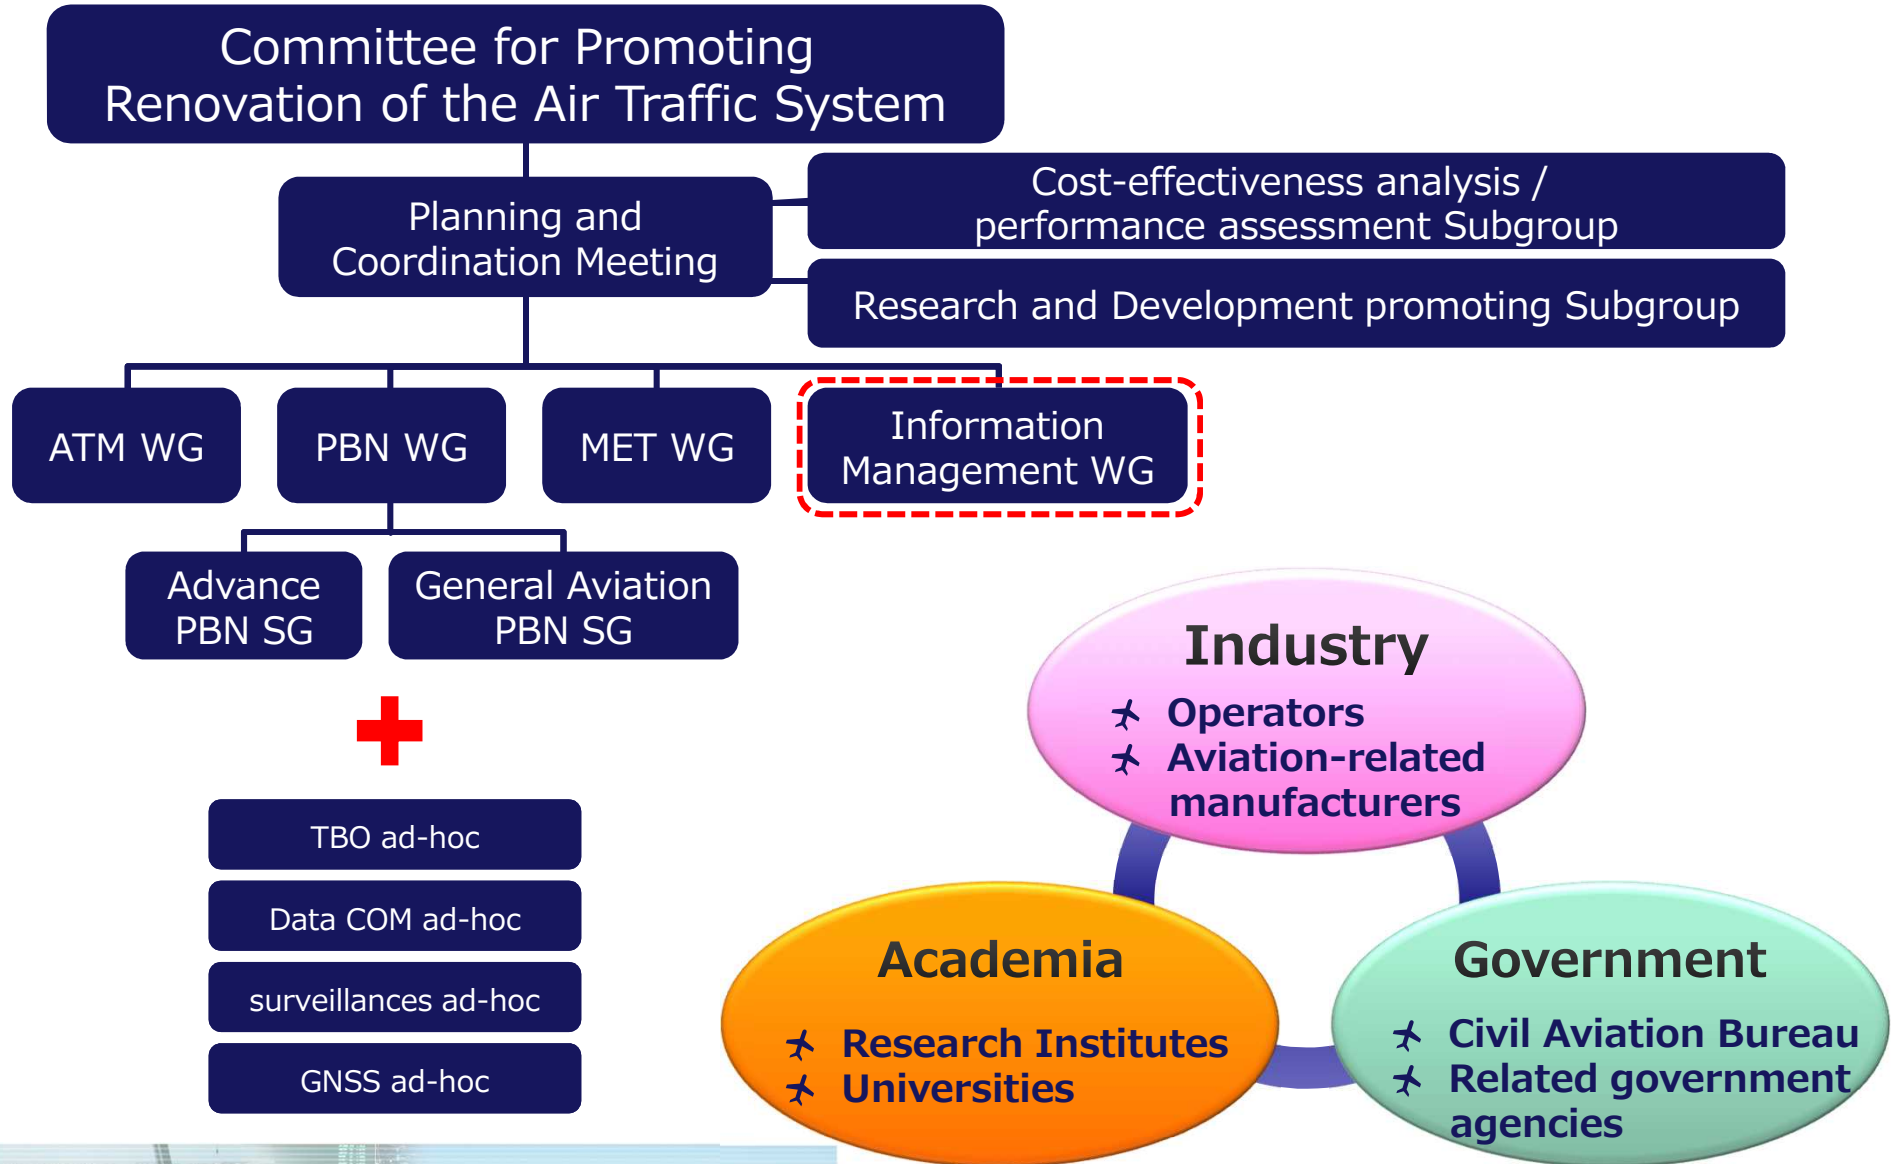 Committee for Promoting
Renovation of the Air Traffic System
Planning and
Coordination Meeting
Cost-effectiveness analysis /
performance assessment Subgroup
Research and Development promoting Subgroup
ATM WG
PBN WG
MET WG
Information
Management WG
Advance
PBN SG
General Aviation
PBN SG
TBO ad-hoc
Data COM ad-hoc
surveillances ad-hoc
GNSS ad-hoc
Industry
Operators
Aviation-related
manufacturers
Academia
Research Institutes
Universities
Government
Civil Aviation Bureau
Related government
agencies